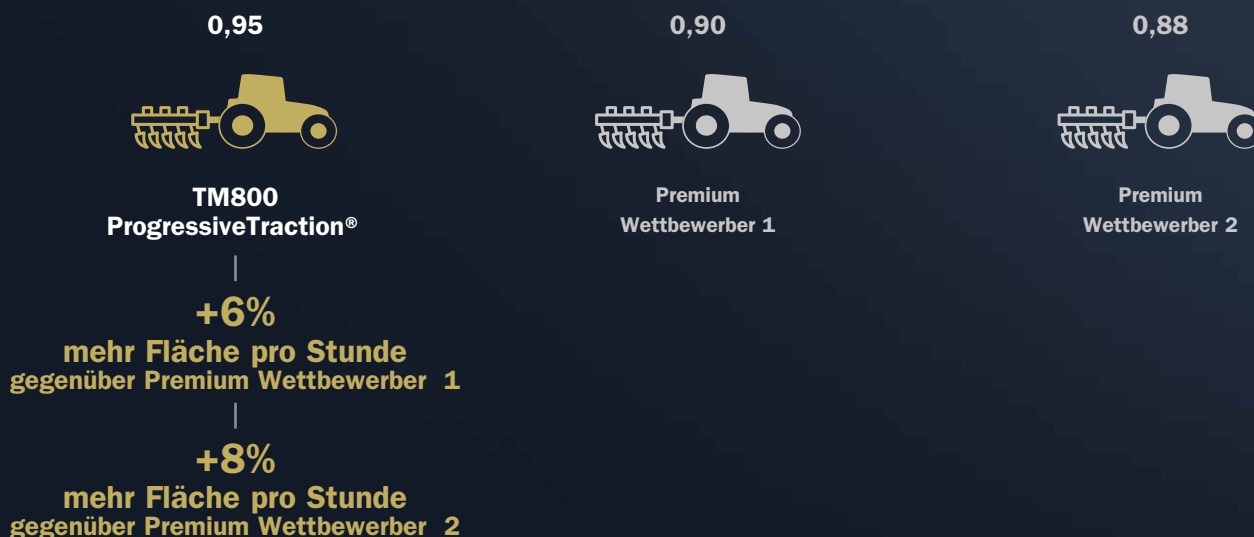 0,95
0,90
0,88
TM800
ProgressiveTraction®
Premium
Wettbewerber 1
Premium
Wettbewerber 2
+6%
mehr Fläche pro Stunde
gegenüber Premium Wettbewerber 1
+8%
mehr Fläche pro Stunde
gegenüber Premium Wettbewerber 2